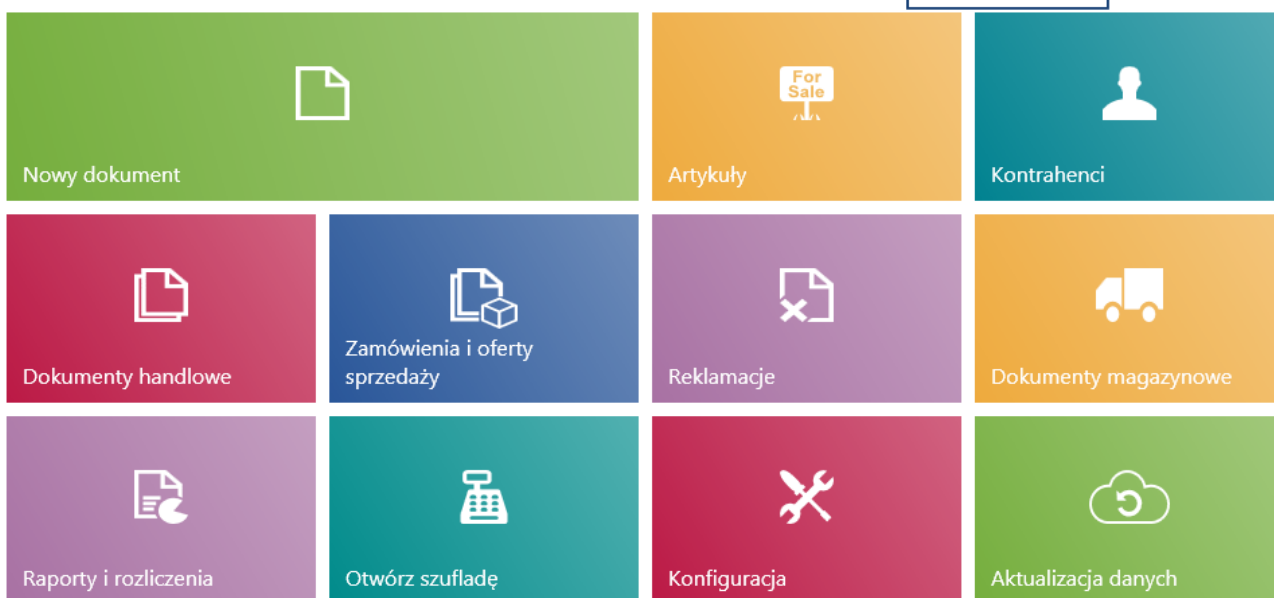 For
Sale
Nowy dokument
Artykuły
Kontrahenci
Dokumenty handlowe
Zamówienia i oferty
sprzedaży
Reklamacje
Dokumenty magazynowe
Raporty i rozliczenia
Otwórz szufladę
Konfiguracja
Aktualizacja danych